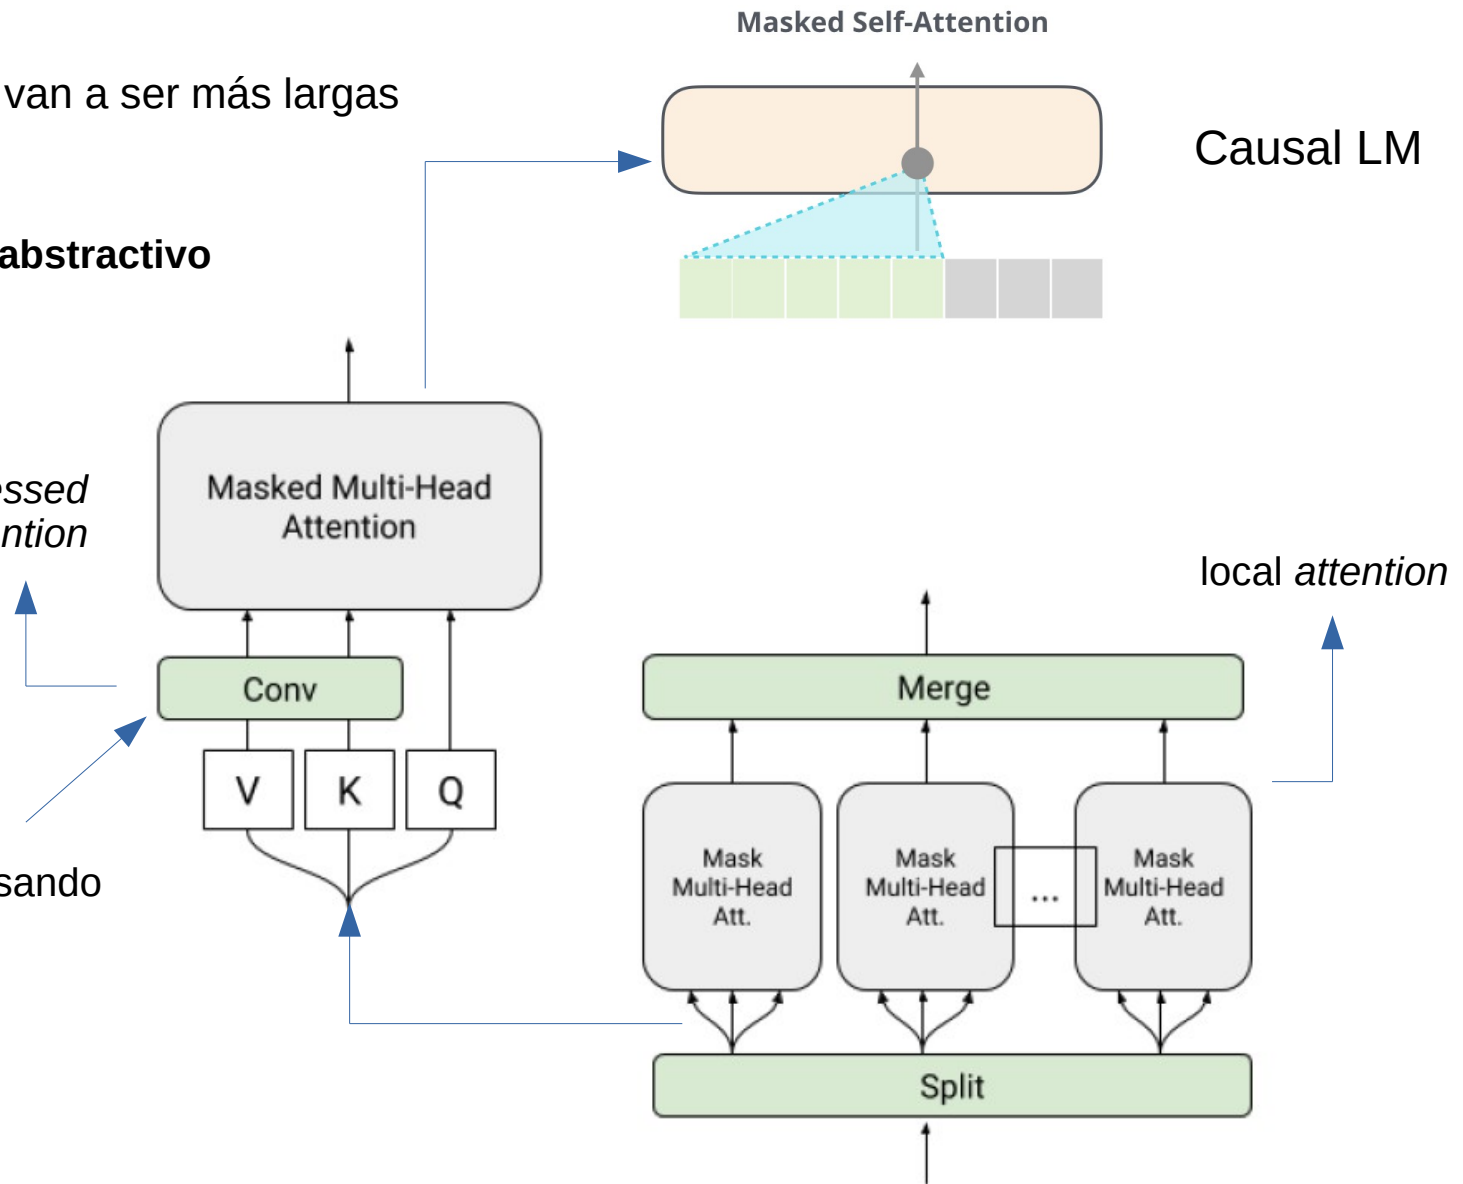 Masked Self-Attention
van a ser más largas
Causal LM
abstractivo
Masked Multi-Head
Attention
essed
ntion
local attention
Conv
Merge
V K Q
Mask
Multi-Head
Att.
Mask
Multi-Head
Att.
...
Mask
Multi-Head
Att.
sando
Split